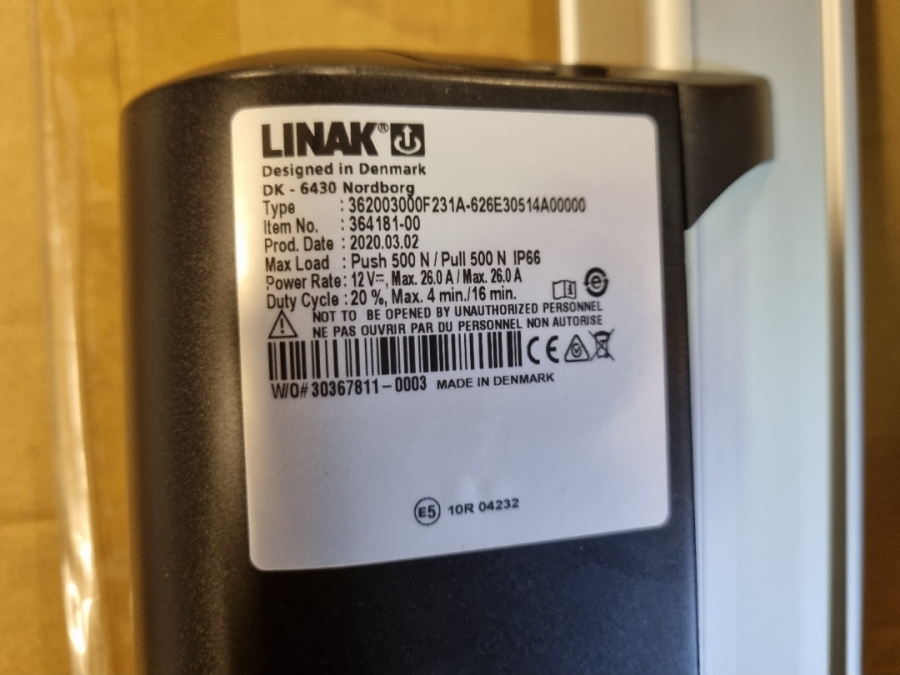 LINAK®
Designed in Denmark
DK - 6430 Nordborg
Type : 362003000F231A-626E30514A00000
Item No. : 364181-00
Prod. Date : 2020.03.02
Max Load : Push 500 N / Pull 500 N IP66
Power Rate : 12 V⎓, Max. 26.0 A / Max. 26.0 A
Duty Cycle : 20 %, Max. 4 min./16 min.
NOT TO BE OPENED BY UNAUTHORIZED PERSONNEL
NE PAS OUVRIR PAR DU PERSONNEL NON AUTORISE
CE
W/O# 30367811-0003 MADE IN DENMARK
E5 10R 04232